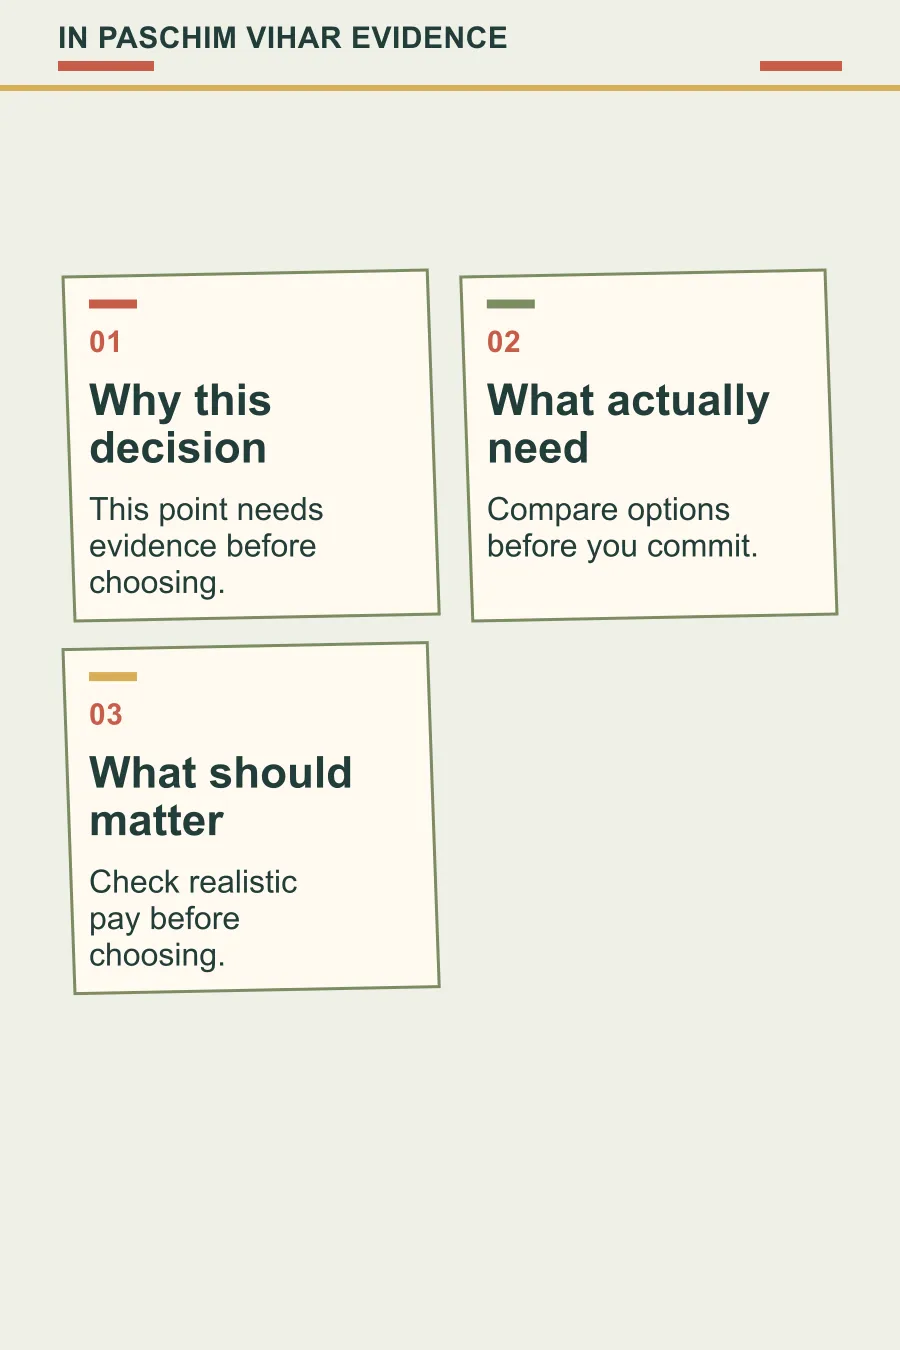 IN PASCHIM VIHAR EVIDENCE
01
Why this
decision
This point needs
evidence before
choosing.
02
What actually
need
Compare options
before you commit.
03
What should
matter
Check realistic
pay before
choosing.